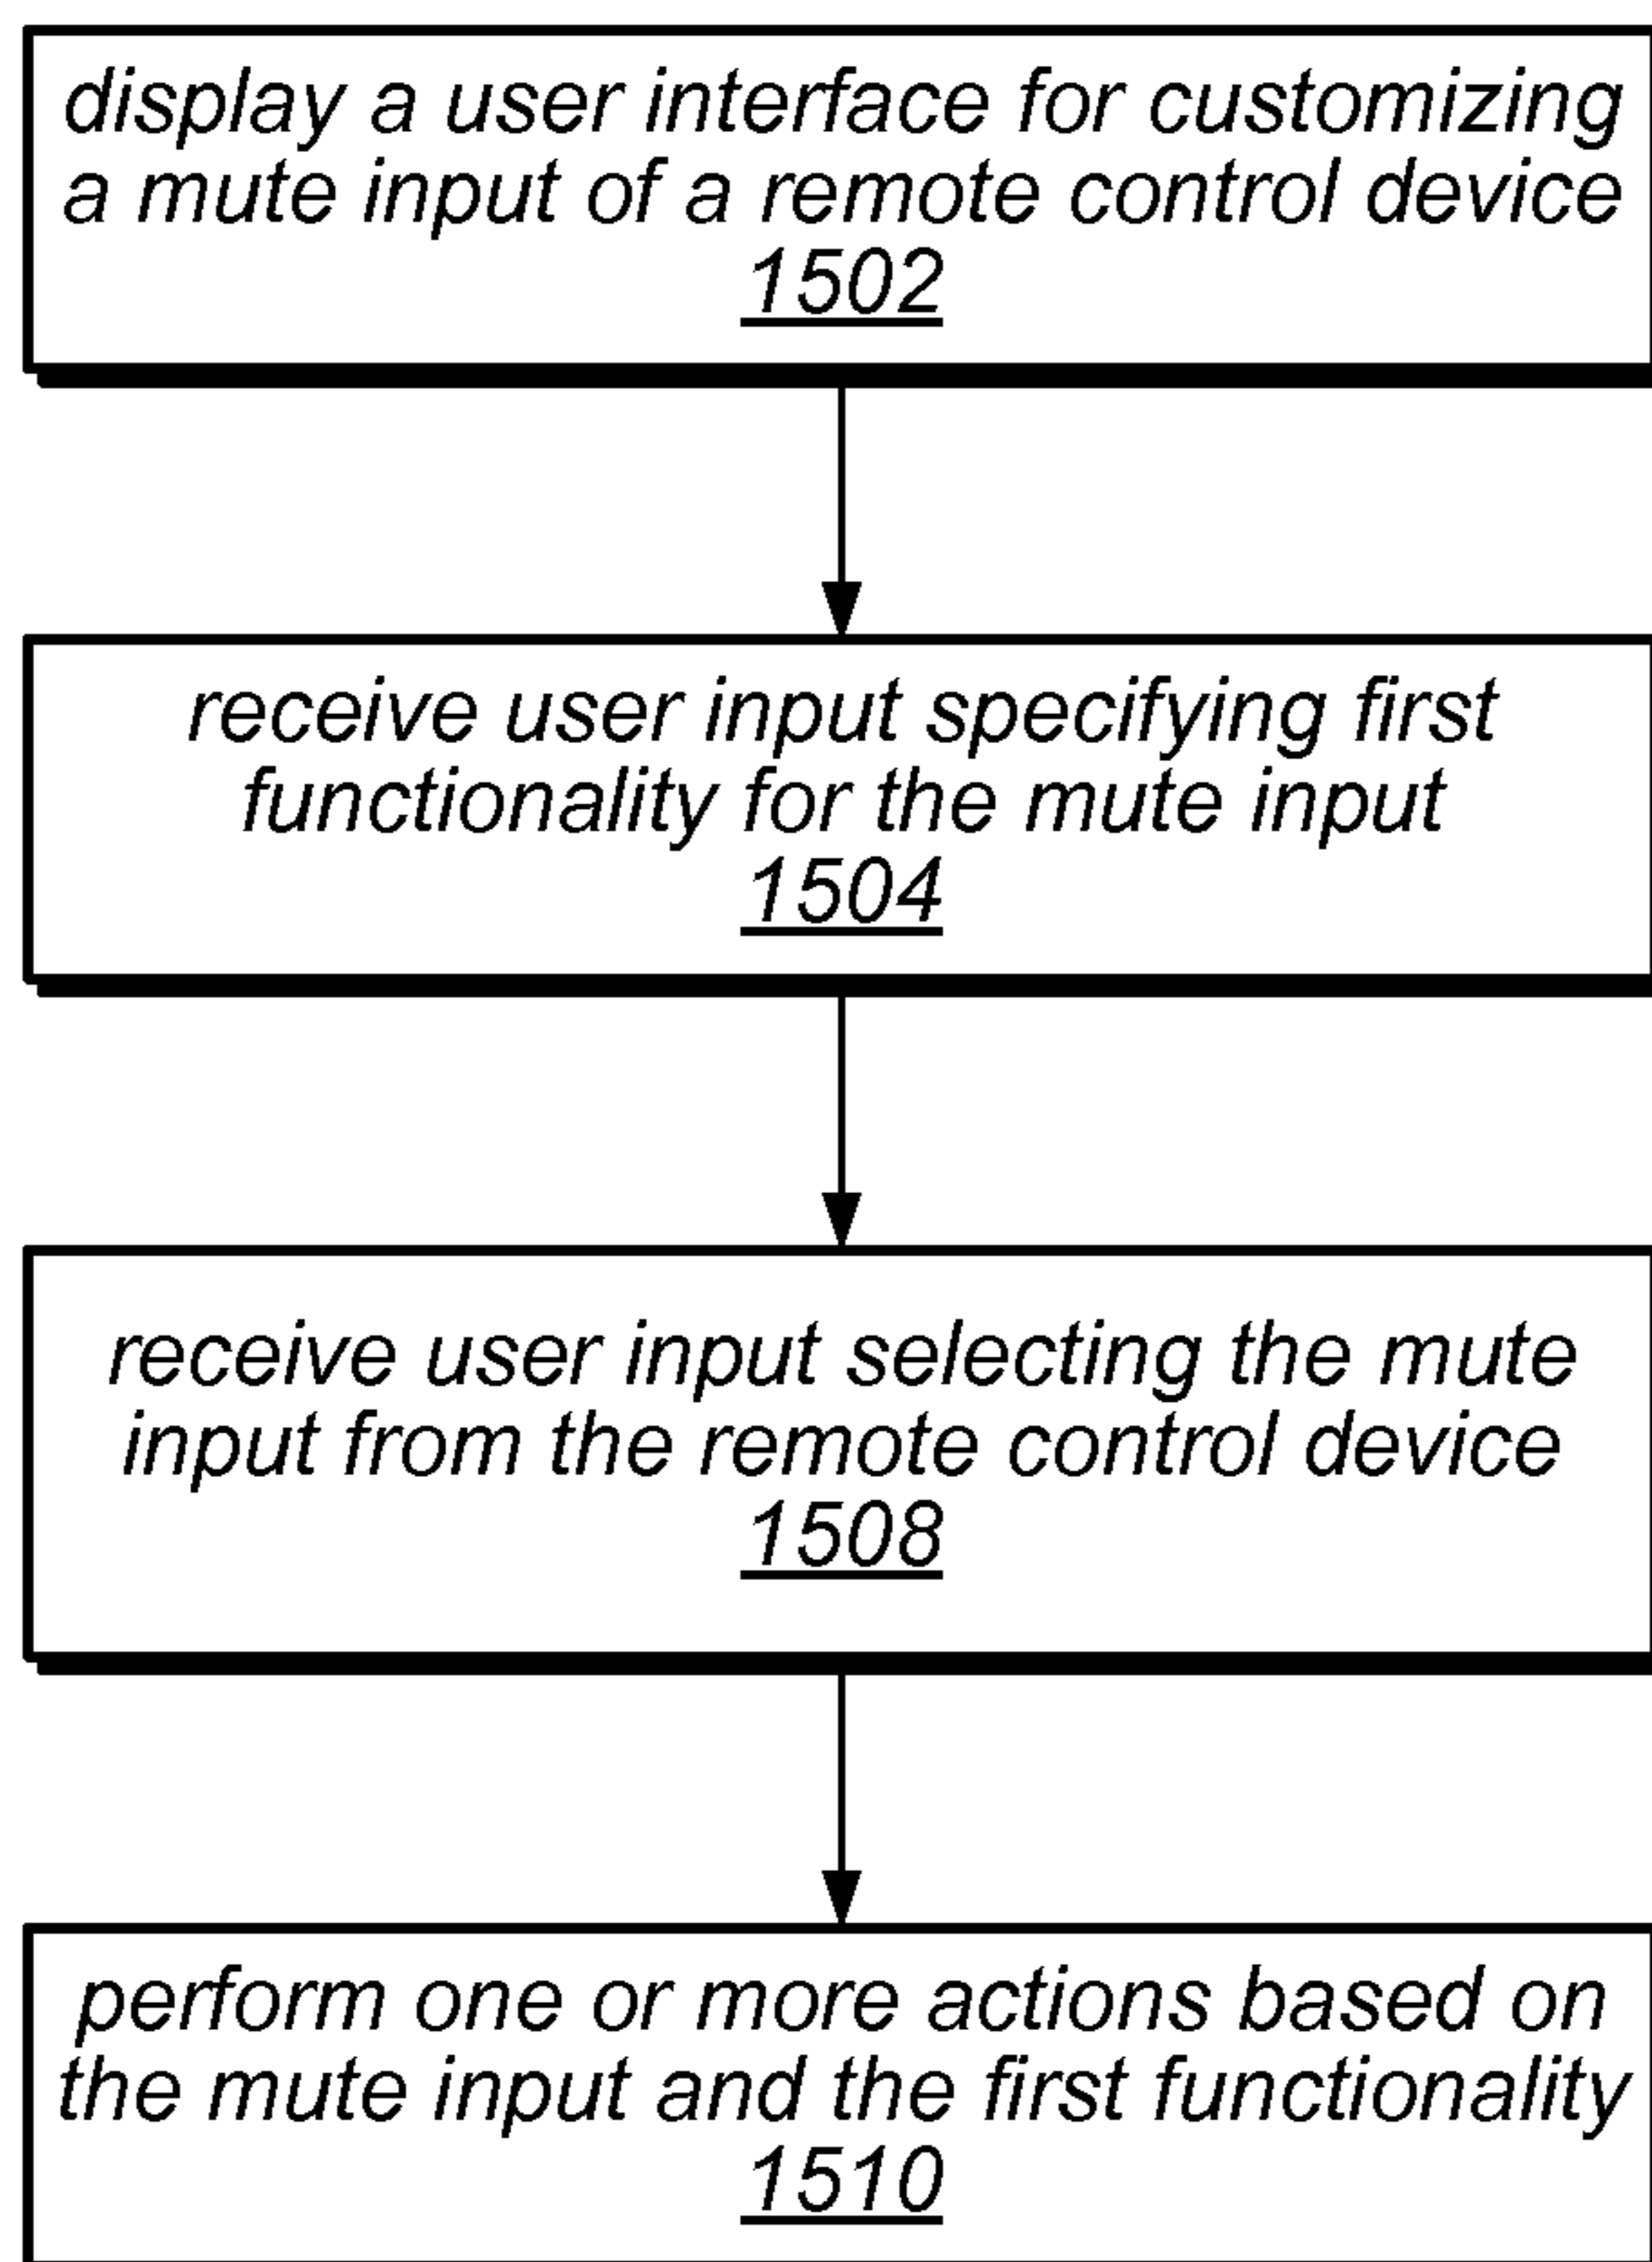 display a user interface for customizing
a mute input of a remote control device
1502
receive user input specifying first
functionality for the mute input
1504
receive user input selecting the mute
input from the remote control device
1508
perform one or more actions based on
the mute input and the first functionality
1510